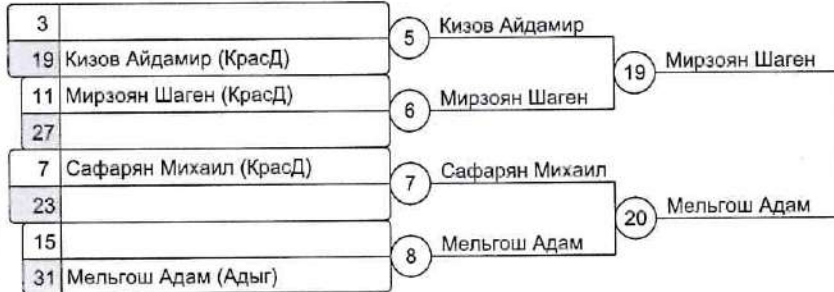 3
5 Кизов Айдамир
19 Кизов Айдамир (КрасД)
19 Мирзоян Шаген
11 Мирзоян Шаген (КрасД)
6 Мирзоян Шаген
27
7 Сафарян Михаил (КрасД)
7 Сафарян Михаил
23
20 Мельгош Адам
15
8 Мельгош Адам
31 Мельгош Адам (Адыг)